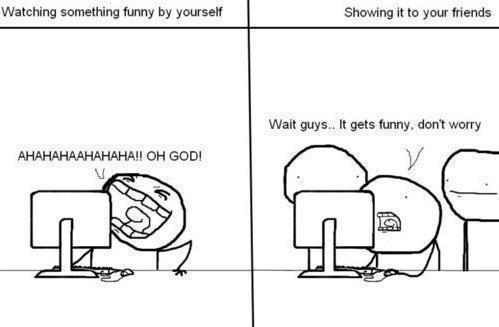 Watching something funny by yourself
Showing it to your friends
Wait guys.. It gets funny, don't worry
AHAHAHAAHAHAHA!! OH GOD!